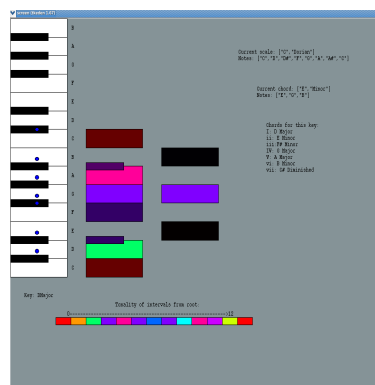 B
A
G
F
E
D
C
B
A
G
F
E
D
C
Current scale: ["C","Dorian"]
Notes: ["C","D","D#","F","G","A","A#","C"]
Current chord: ["E","Minor"]
Notes: ["E","G","B"]
Chords for this key:
I: D Major
ii: E Minor
iii F# Minor
IV: G Major
V: A Major
vi: B Minor
vii: C# Diminished
Key: DMajor
Tonality of intervals from root:
0-------------------------------------->12